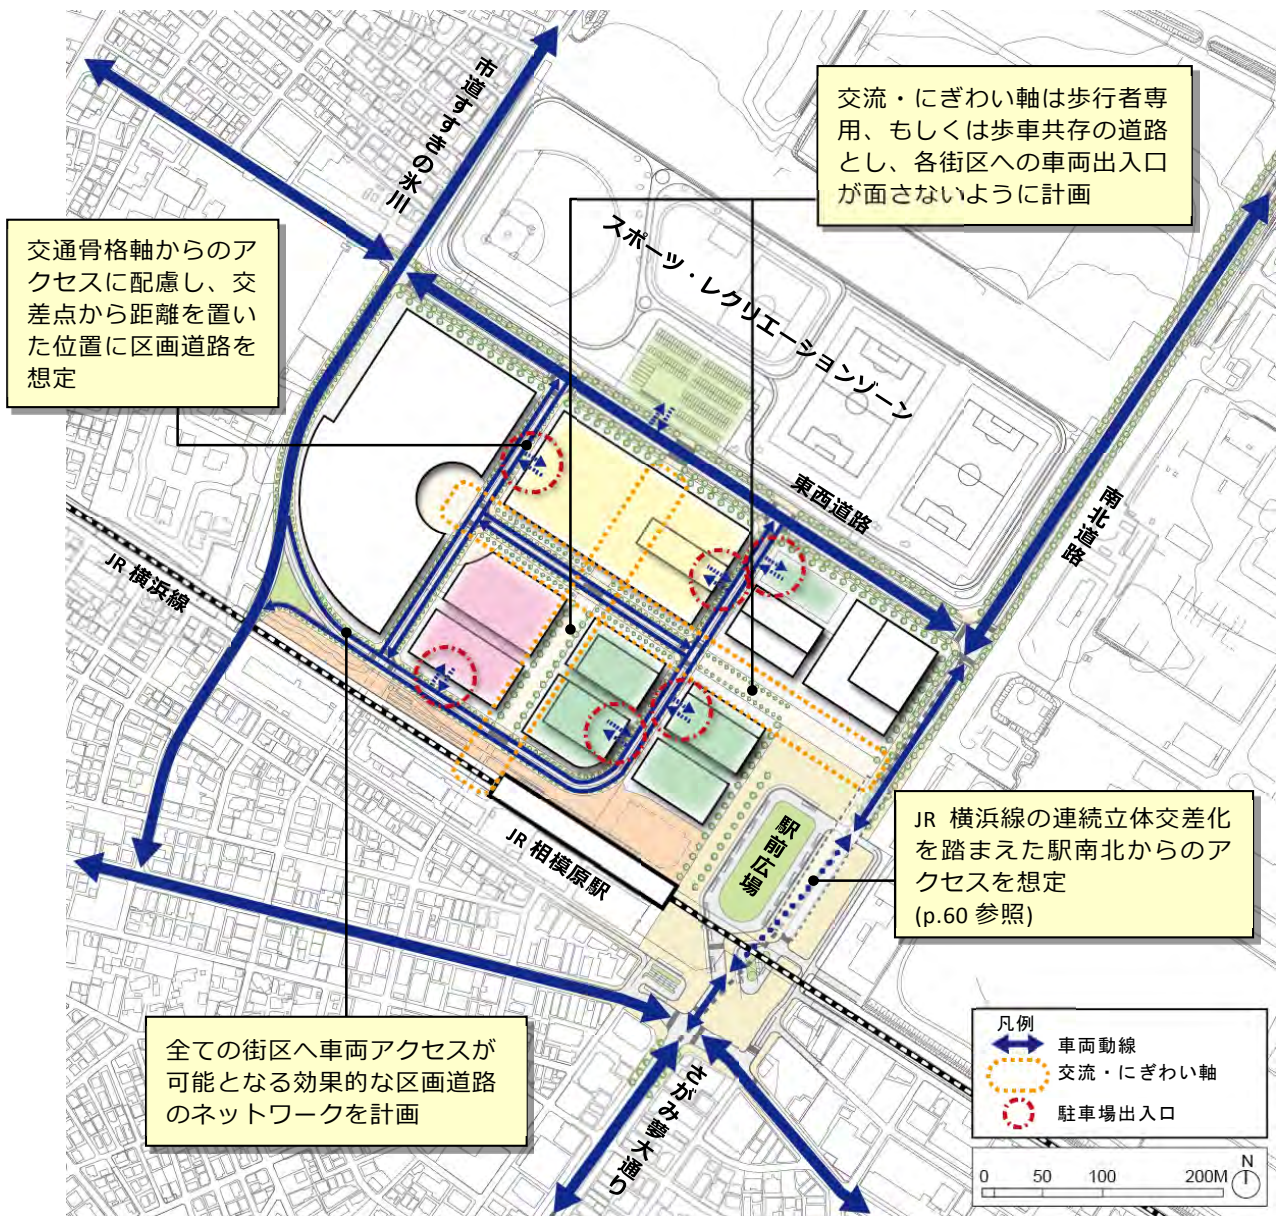 市道すすきの氷川
交流・にぎわい軸は歩行者専
用、もしくは歩車共存の道路
とし、各街区への車両出入口
が面さないように計画
交通骨格軸からのア
クセスに配慮し、交
差点から距離を置い
た位置に区画道路を
想定
スポーツ・レクリエーションゾーン
東西道路
南北道路
JR 横浜線
JR 相模原駅
駅前広場
JR 横浜線の連続立体交差化
を踏まえた駅南北からのア
クセスを想定
(p.60 参照)
全ての街区へ車両アクセスが
可能となる効果的な区画道路
のネットワークを計画
さがみ夢大通り
凡例
車両動線
交流・にぎわい軸
駐車場出入口
0 50 100 200M
N